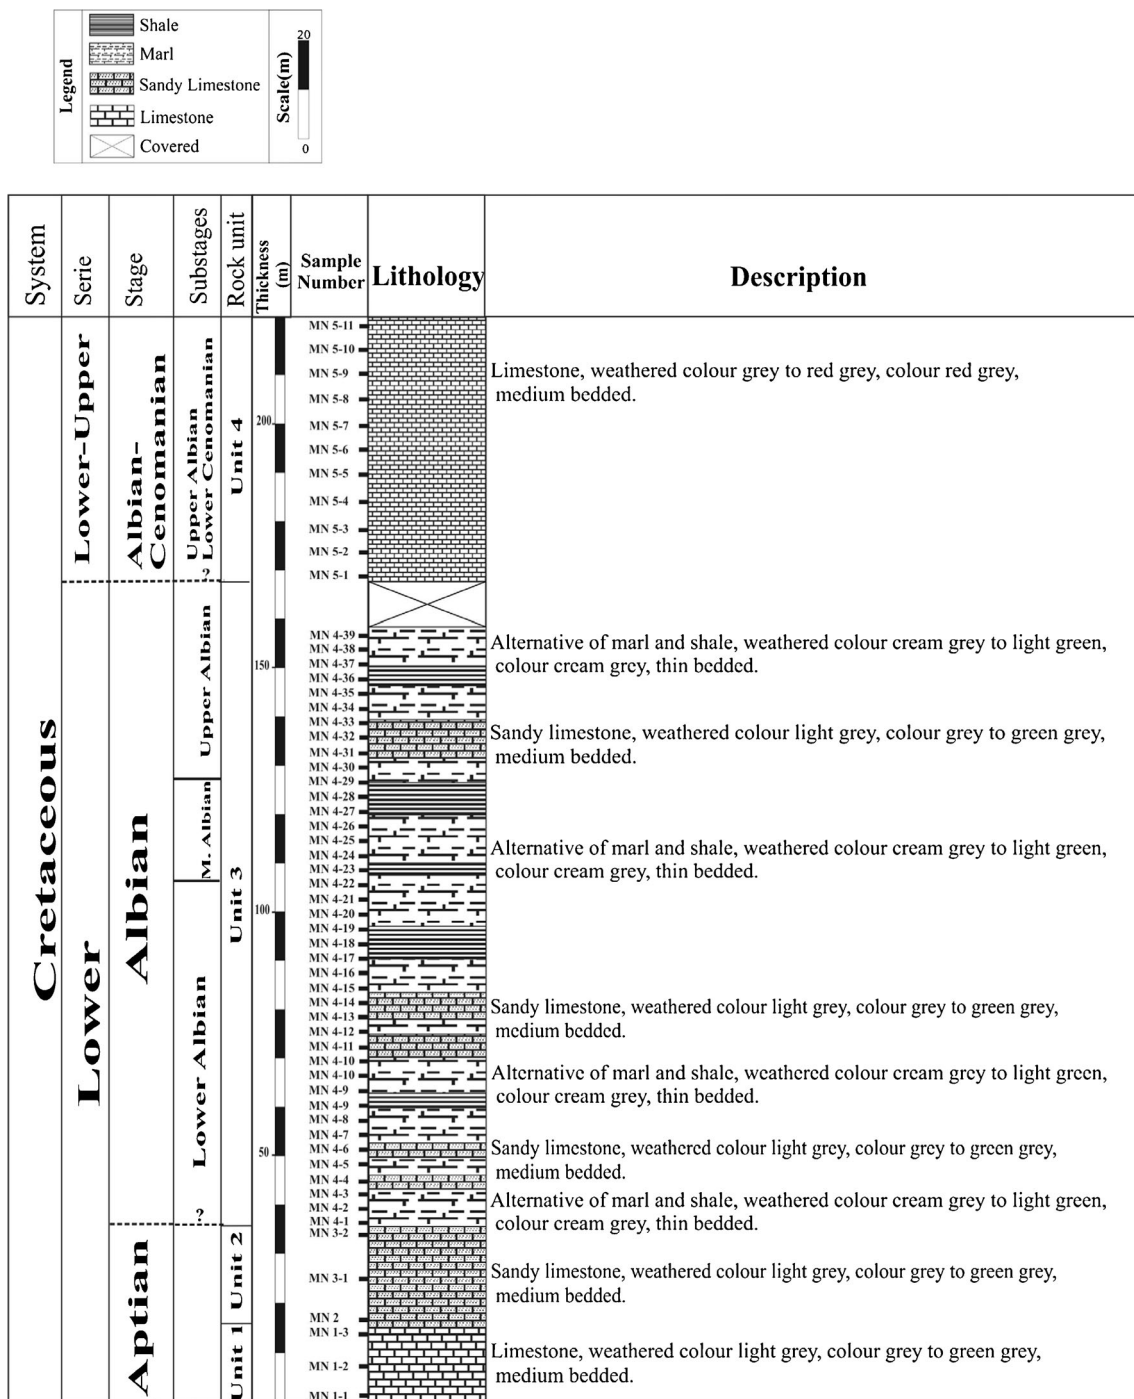 Legend
Shale
Marl
Sandy Limestone
Limestone
Covered
Scale(m)
20
0
System
Serie
Stage
Substages
Rock unit
Thickness
(m)
Sample
Number
Lithology
Description
Cretaceous
Lower-Upper
Lower
Albian-
Cenomanian
Albian
Aptian
Upper Albian
Lower Cenomanian
?
Upper Albian
M. Albian
Lower Albian
?
Unit 4
Unit 3
Unit 2
Unit 1
200
150
100
50
MN 5-11
MN 5-10
MN 5-9
MN 5-8
MN 5-7
MN 5-6
MN 5-5
MN 5-4
MN 5-3
MN 5-2
MN 5-1
MN 4-39
MN 4-38
MN 4-37
MN 4-36
MN 4-35
MN 4-34
MN 4-33
MN 4-32
MN 4-31
MN 4-30
MN 4-29
MN 4-28
MN 4-27
MN 4-26
MN 4-25
MN 4-24
MN 4-23
MN 4-22
MN 4-21
MN 4-20
MN 4-19
MN 4-18
MN 4-17
MN 4-16
MN 4-15
MN 4-14
MN 4-13
MN 4-12
MN 4-11
MN 4-10
MN 4-10
MN 4-9
MN 4-9
MN 4-8
MN 4-7
MN 4-6
MN 4-5
MN 4-4
MN 4-3
MN 4-2
MN 4-1
MN 3-2
MN 3-1
MN 2
MN 1-3
MN 1-2
MN 1-1
Limestone, weathered colour grey to red grey, colour red grey,
medium bedded.
Alternative of marl and shale, weathered colour cream grey to light green,
colour cream grey, thin bedded.
Sandy limestone, weathered colour light grey, colour grey to green grey,
medium bedded.
Alternative of marl and shale, weathered colour cream grey to light green,
colour cream grey, thin bedded.
Sandy limestone, weathered colour light grey, colour grey to green grey,
medium bedded.
Alternative of marl and shale, weathered colour cream grey to light green,
colour cream grey, thin bedded.
Sandy limestone, weathered colour light grey, colour grey to green grey,
medium bedded.
Alternative of marl and shale, weathered colour cream grey to light green,
colour cream grey, thin bedded.
Sandy limestone, weathered colour light grey, colour grey to green grey,
medium bedded.
Limestone, weathered colour light grey, colour grey to green grey,
medium bedded.